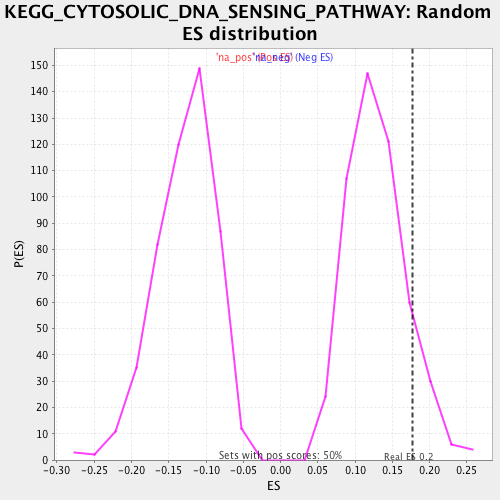 KEGG_CYTOSOLIC_DNA_SENSING_PATHWAY: Random
ES distribution
(Neg ES)
P(ES)
150
140
130
120
110
100
90
80
70
60
50
40
30
20
10
0
Sets with pos scores: 50%
Real ES 0.2
-0.30 -0.25 -0.20 -0.15 -0.10 -0.05 0.00 0.05 0.10 0.15 0.20 0.25
ES